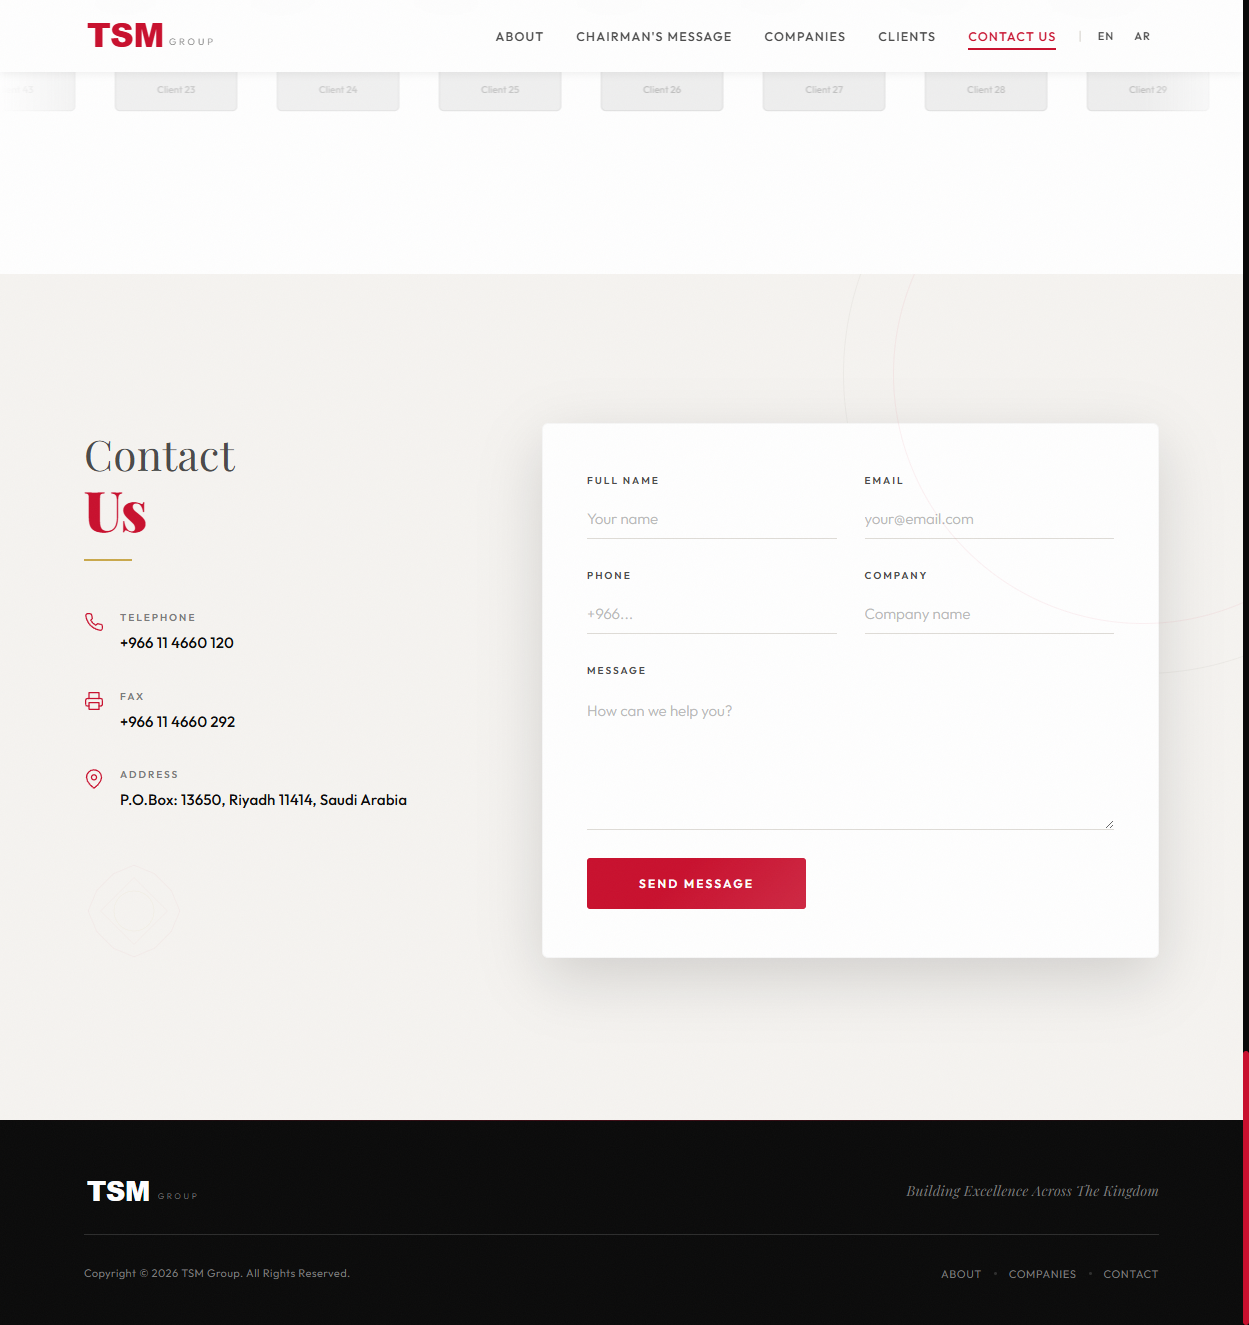 TSM GROUP
ABOUT CHAIRMAN'S MESSAGE COMPANIES CLIENTS CONTACT US | EN AR
Client 23 Client 24 Client 25 Client 26 Client 27 Client 28 Client 29
Contact
Us
TELEPHONE
+966 11 4660 120
FAX
+966 11 4660 292
ADDRESS
P.O.Box: 13650, Riyadh 11414, Saudi Arabia
FULL NAME EMAIL
Your name your@email.com
PHONE COMPANY
+966... Company name
MESSAGE
How can we help you?
SEND MESSAGE
TSM GROUP
Building Excellence Across The Kingdom
Copyright © 2026 TSM Group. All Rights Reserved.
ABOUT • COMPANIES • CONTACT